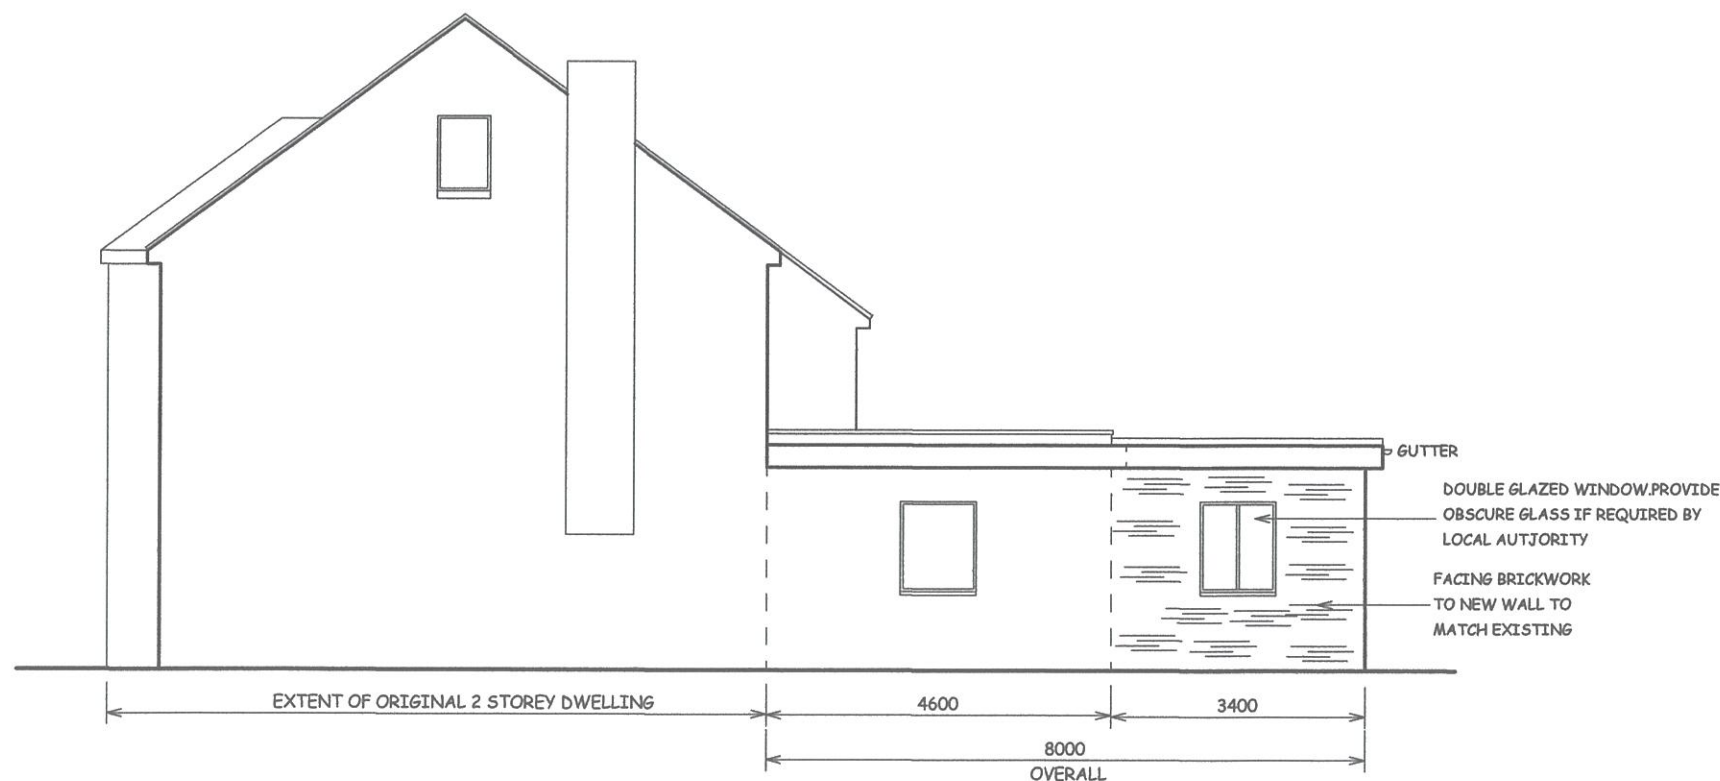 GUTTER
DOUBLE GLAZED WINDOW.PROVIDE
OBSCURE GLASS IF REQUIRED BY
LOCAL AUTJORITY
FACING BRICKWORK
TO NEW WALL TO
MATCH EXISTING
EXTENT OF ORIGINAL 2 STOREY DWELLING
4600
3400
8000
OVERALL